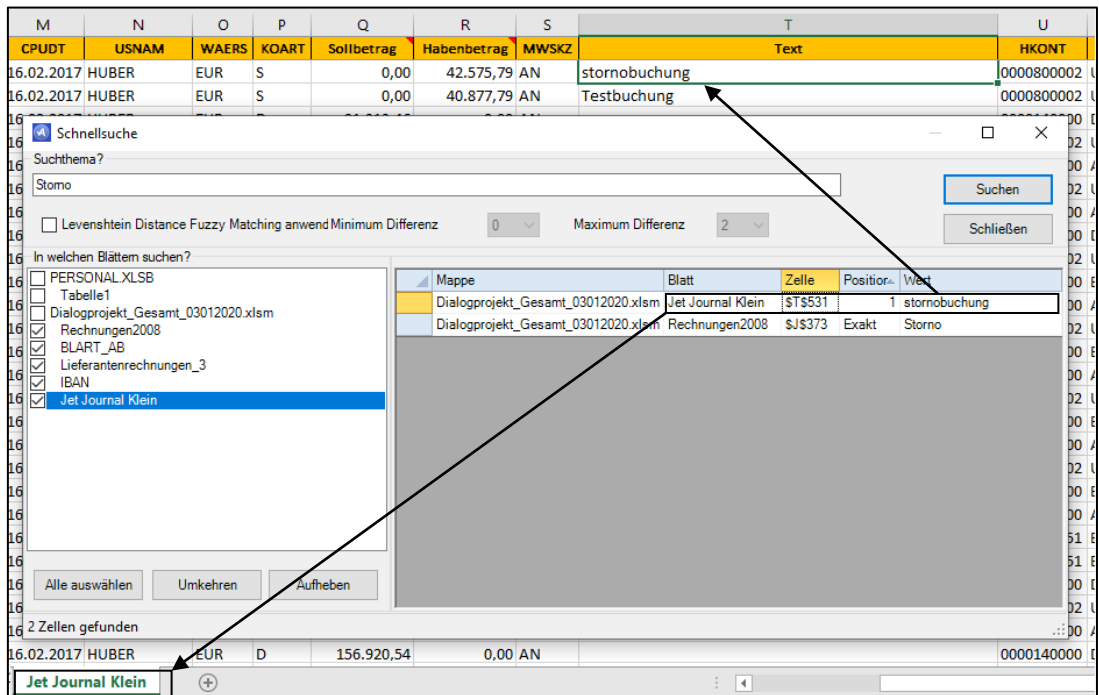 M N O P Q R S T U
CPUDT USNAM WAERS KOART Sollbetrag Habenbetrag MWSKZ Text HKONT
16.02.2017 HUBER EUR S 0,00 42.575,79 AN stornobuchung 0000800002
16.02.2017 HUBER EUR S 0,00 40.877,79 AN Testbuchung 0000800002
Schnellsuche
Suchthema?
Storno
Suchen
Levenshtein Distance Fuzzy Matching anwend Minimum Differenz 0 Maximum Differenz 2
Schließen
In welchen Blättern suchen?
PERSONAL.XLSB
Tabelle1
Dialogprojekt_Gesamt_03012020.xlsm
Rechnungen2008
BLART_AB
Lieferantenrechnungen_3
IBAN
Jet Journal Klein
Mappe Blatt Zelle Position Wert
Dialogprojekt_Gesamt_03012020.xlsm Jet Journal Klein $T$531 1 stornobuchung
Dialogprojekt_Gesamt_03012020.xlsm Rechnungen2008 $J$373 Exakt Storno
Alle auswählen Umkehren Aufheben
2 Zellen gefunden
16.02.2017 HUBER EUR D 156.920,54 0,00 AN 0000140000
Jet Journal Klein